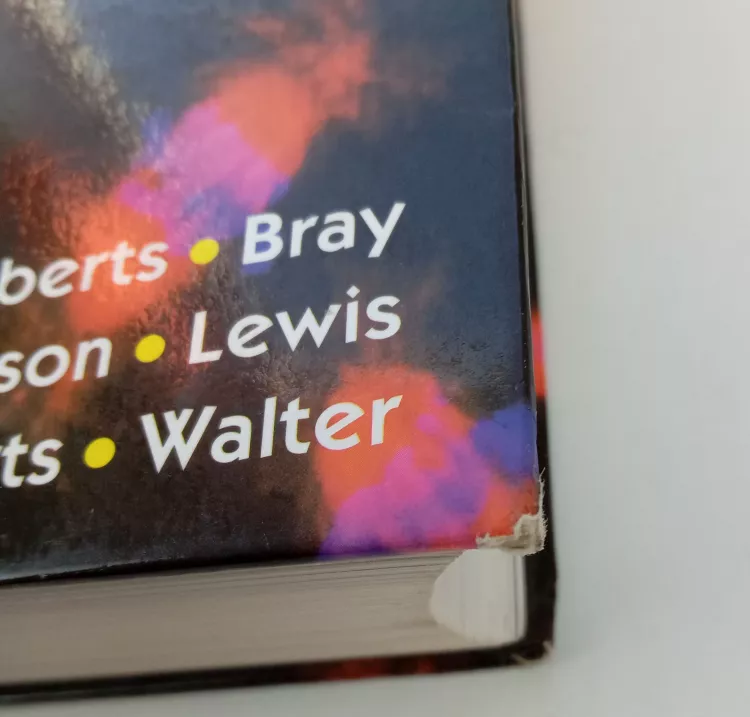 berts • Bray
son • Lewis
ts • Walter